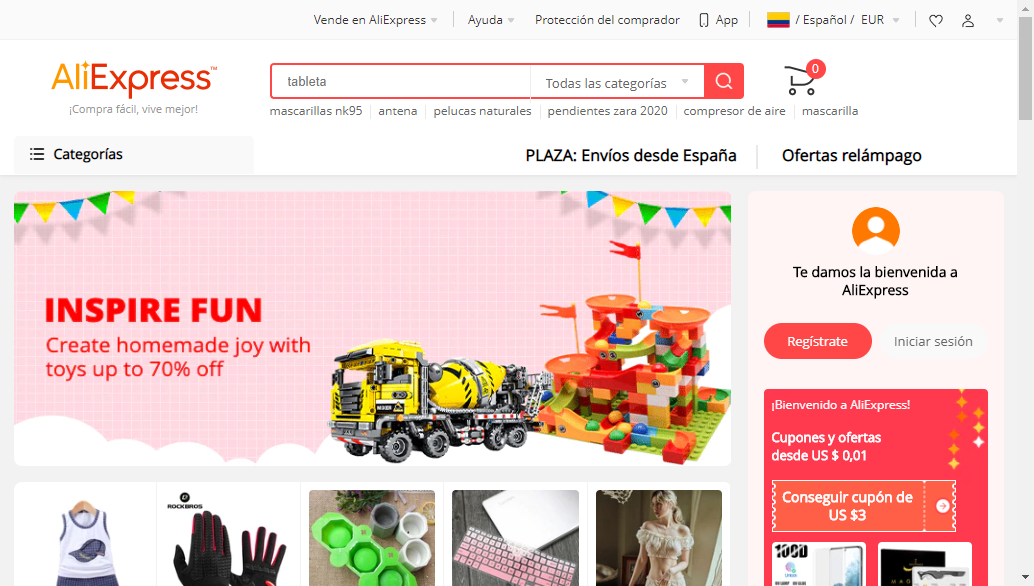 Vende en AliExpress
Ayuda
Protección del comprador
App
/ Español / EUR
AliExpress™
¡Compra fácil, vive mejor!
tableta
Todas las categorías
0
mascarillas nk95
antena
pelucas naturales
pendientes zara 2020
compresor de aire
mascarilla
Categorías
PLAZA: Envíos desde España
Ofertas relámpago
INSPIRE FUN
Create homemade joy with
toys up to 70% off
Te damos la bienvenida a
AliExpress
Regístrate
Iniciar sesión
¡Bienvenido a AliExpress!
Cupones y ofertas
desde US $ 0,01
Conseguir cupón de
US $3
ROCKBROS